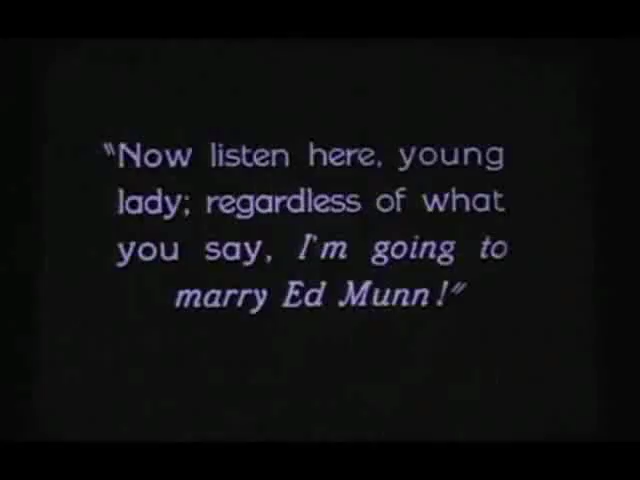 "Now listen here, young
lady; regardless of what
you say, I'm going to
marry Ed Munn!"